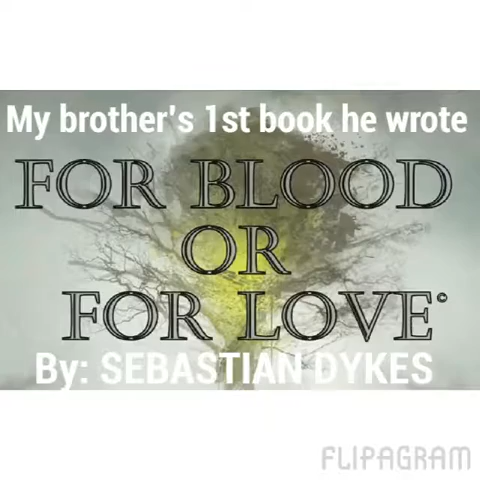 My brother's 1st book he wrote
FOR BLOOD
OR
FOR LOVE©
By: SEBASTIAN DYKES
FLIPAGRAM